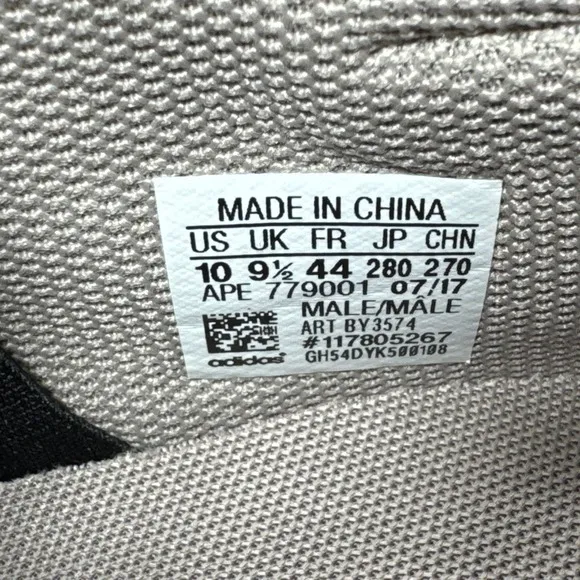 MADE IN CHINA
US UK FR JP CHN
10 9½ 44 280 270
APE 779001 07/17
MALE/MÂLE
ART BY3574
#117805267
adidas GH54DYK500108